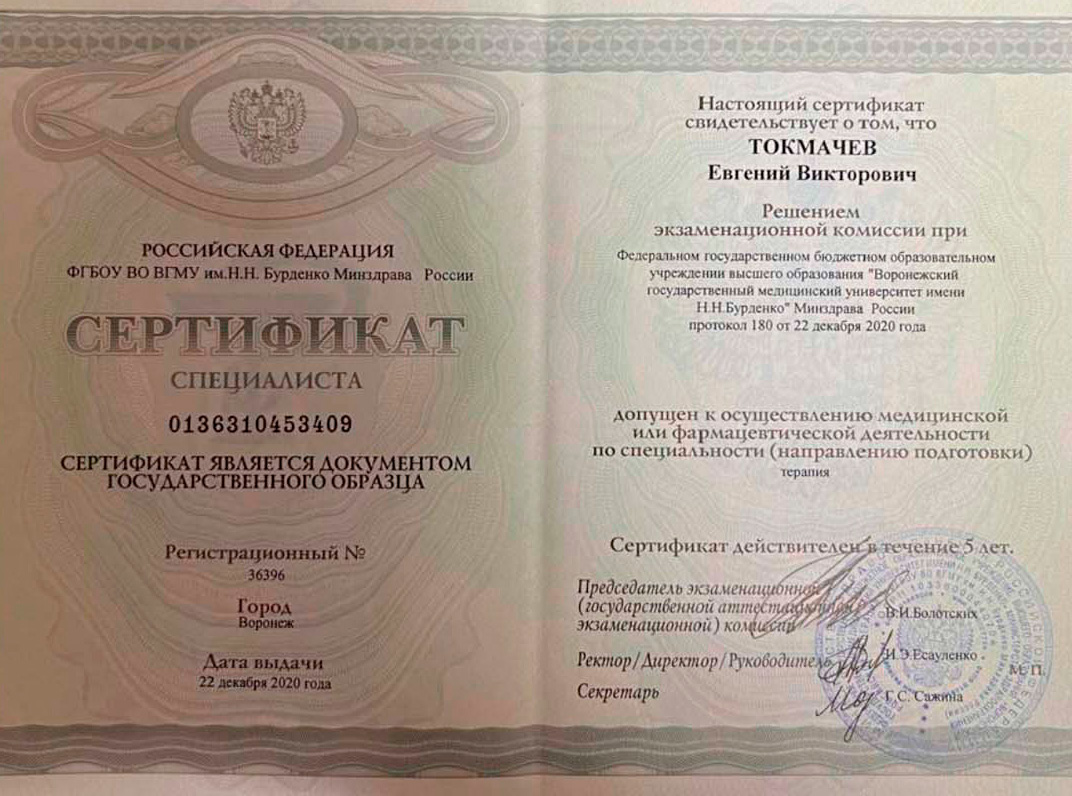 РОССИЙСКАЯ ФЕДЕРАЦИЯ
ФГБОУ ВО ВГМУ им.Н.Н. Бурденко Минздрава России
СЕРТИФИКАТ
СПЕЦИАЛИСТА
0136310453409
СЕРТИФИКАТ ЯВЛЯЕТСЯ ДОКУМЕНТОМ
ГОСУДАРСТВЕННОГО ОБРАЗЦА
Регистрационный №
36396
Город
Воронеж
Дата выдачи
22 декабря 2020 года
Настоящий сертификат
свидетельствует о том, что
ТОКМАЧЕВ
Евгений Викторович
Решением
экзаменационной комиссии при
Федеральном государственном бюджетном образовательном
учреждении высшего образования "Воронежский
государственный медицинский университет имени
Н.Н.Бурденко" Минздрава России
протокол 180 от 22 декабря 2020 года
допущен к осуществлению медицинской
или фармацевтической деятельности
по специальности (направлению подготовки)
терапия
Сертификат действителен в течение 5 лет.
Председатель экзаменационной
(государственной аттестационной
экзаменационной) комиссии
В.И.Болотских
Ректор/Директор/Руководитель
И.Э.Есауленко
М.П.
Секретарь
Г.С. Сажина